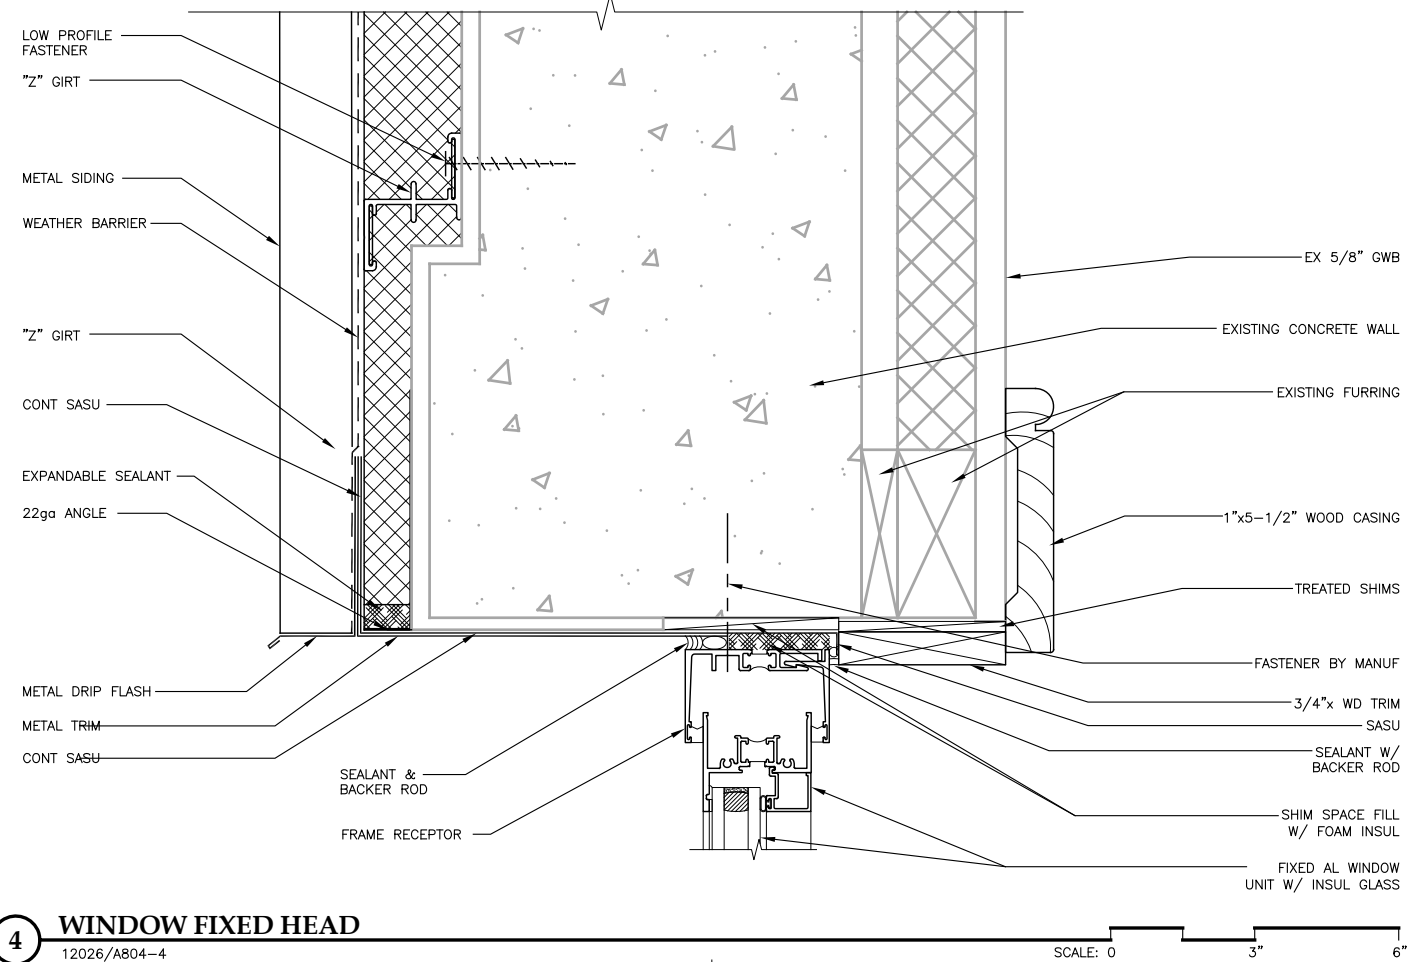 LOW PROFILE
FASTENER
"Z" GIRT
METAL SIDING
WEATHER BARRIER
"Z" GIRT
CONT SASU
EXPANDABLE SEALANT
22ga ANGLE
METAL DRIP FLASH
METAL TRIM
CONT SASU
SEALANT &
BACKER ROD
FRAME RECEPTOR
EX 5/8" GWB
EXISTING CONCRETE WALL
EXISTING FURRING
1"x5-1/2" WOOD CASING
TREATED SHIMS
FASTENER BY MANUF
3/4"x WD TRIM
SASU
SEALANT W/
BACKER ROD
SHIM SPACE FILL
W/ FOAM INSUL
FIXED AL WINDOW
UNIT W/ INSUL GLASS
4 WINDOW FIXED HEAD
12026/A804-4
SCALE: 0 3" 6"